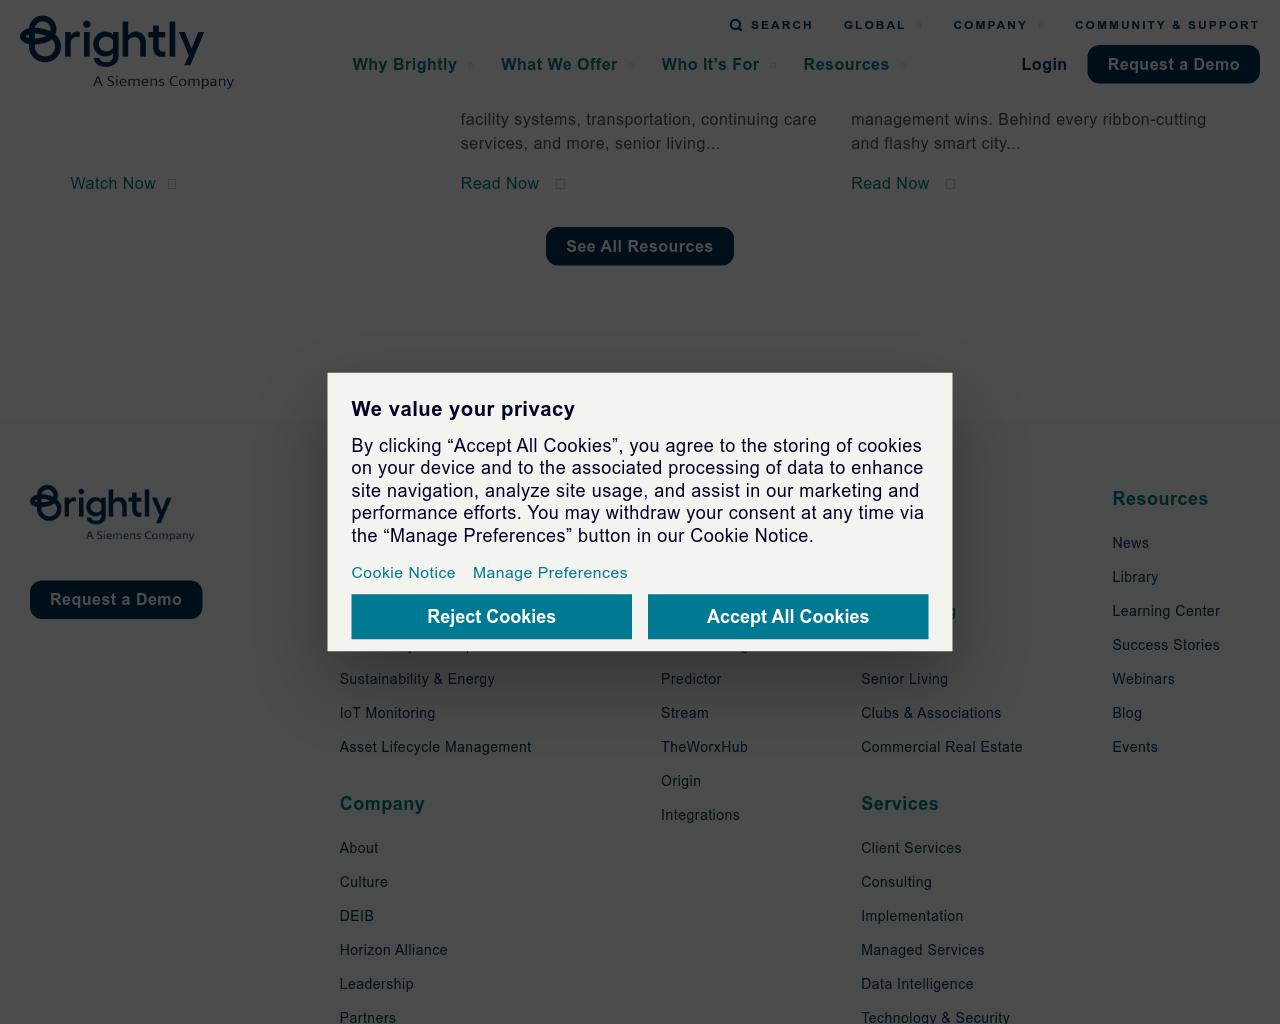 Brightly
A Siemens Company
SEARCH
GLOBAL
COMPANY
COMMUNITY & SUPPORT
Why Brightly
What We Offer
Who It's For
Resources
Login
Request a Demo
facility systems, transportation, continuing care
services, and more, senior living...
management wins. Behind every ribbon-cutting
and flashy smart city...
Watch Now
Read Now
Read Now
See All Resources
We value your privacy
By clicking “Accept All Cookies”, you agree to the storing of cookies
on your device and to the associated processing of data to enhance
site navigation, analyze site usage, and assist in our marketing and
performance efforts. You may withdraw your consent at any time via
the “Manage Preferences” button in our Cookie Notice.
Cookie Notice
Manage Preferences
Reject Cookies
Accept All Cookies
Brightly
A Siemens Company
Request a Demo
Sustainability & Energy
IoT Monitoring
Asset Lifecycle Management
Company
About
Culture
DEIB
Horizon Alliance
Leadership
Partners
Predictor
Stream
TheWorxHub
Origin
Integrations
Senior Living
Clubs & Associations
Commercial Real Estate
Services
Client Services
Consulting
Implementation
Managed Services
Data Intelligence
Technology & Security
Resources
News
Library
Learning Center
Success Stories
Webinars
Blog
Events